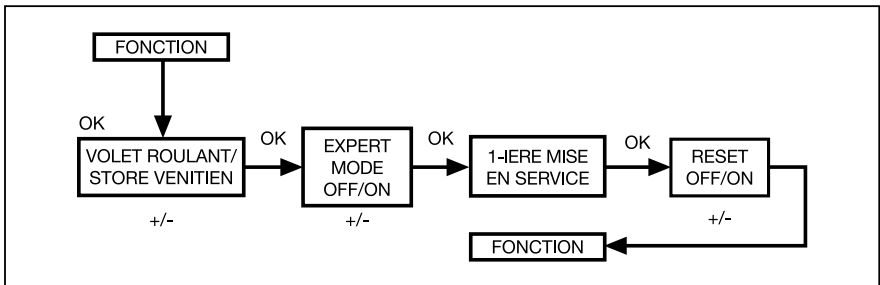 FONCTION
OK
VOLET ROULANT/
STORE VENITIEN
+/-
OK
EXPERT
MODE
OFF/ON
+/-
OK
1-IERE MISE
EN SERVICE
OK
RESET
OFF/ON
+/-
FONCTION